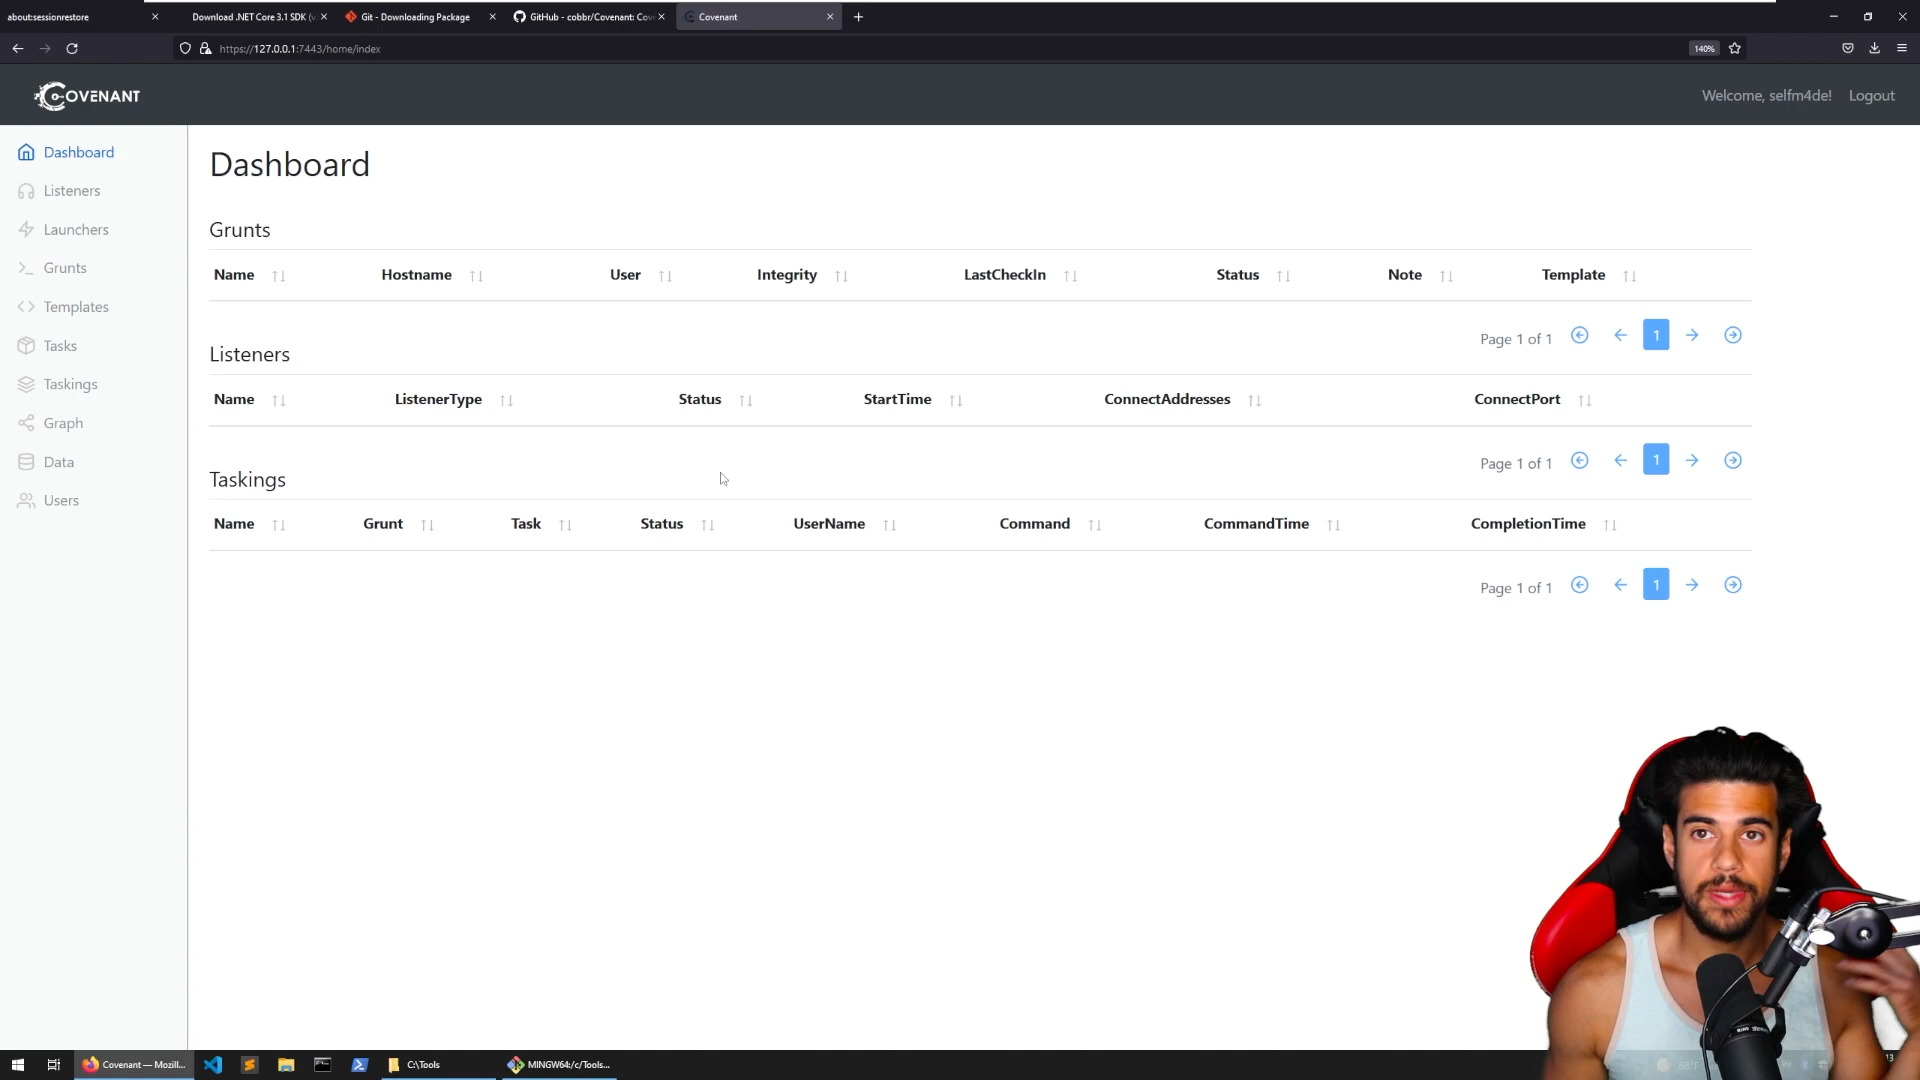 about:sessionrestore
Download .NET Core 3.1 SDK (v
Git - Downloading Package
GitHub - cobbr/Covenant: Cov
Covenant
https://127.0.0.1:7443/home/index
140%
COVENANT
Welcome, selfm4de!
Logout
Dashboard
Listeners
Launchers
Grunts
Templates
Tasks
Taskings
Graph
Data
Users
Dashboard
Grunts
Name Hostname User Integrity LastCheckIn Status Note Template
Page 1 of 1 1
Listeners
Name ListenerType Status StartTime ConnectAddresses ConnectPort
Page 1 of 1 1
Taskings
Name Grunt Task Status UserName Command CommandTime CompletionTime
Page 1 of 1 1
Covenant — Mozil...
C:\Tools
MINGW64:/c/Tools...
88°F